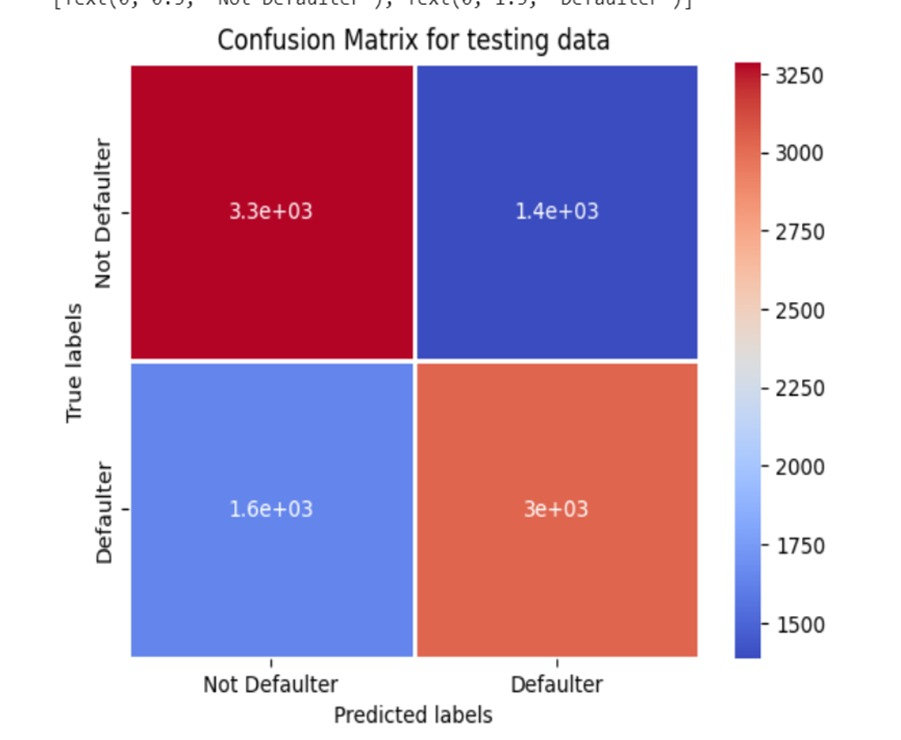 Confusion Matrix for testing data
3250
3000
2750
2500
2250
2000
1750
1500
Not Defaulter
3.3e+03
1.4e+03
True labels
Defaulter
1.6e+03
3e+03
Not Defaulter
Defaulter
Predicted labels